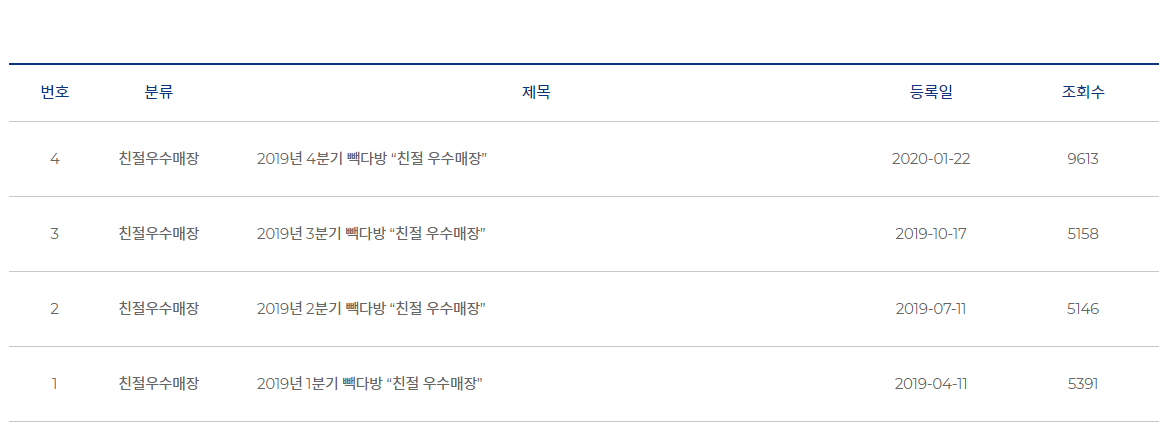 번호 분류 제목 등록일 조회수
4 친절우수매장 2019년 4분기 빽다방 “친절 우수매장” 2020-01-22 9613
3 친절우수매장 2019년 3분기 빽다방 “친절 우수매장” 2019-10-17 5158
2 친절우수매장 2019년 2분기 빽다방 “친절 우수매장” 2019-07-11 5146
1 친절우수매장 2019년 1분기 빽다방 “친절 우수매장” 2019-04-11 5391